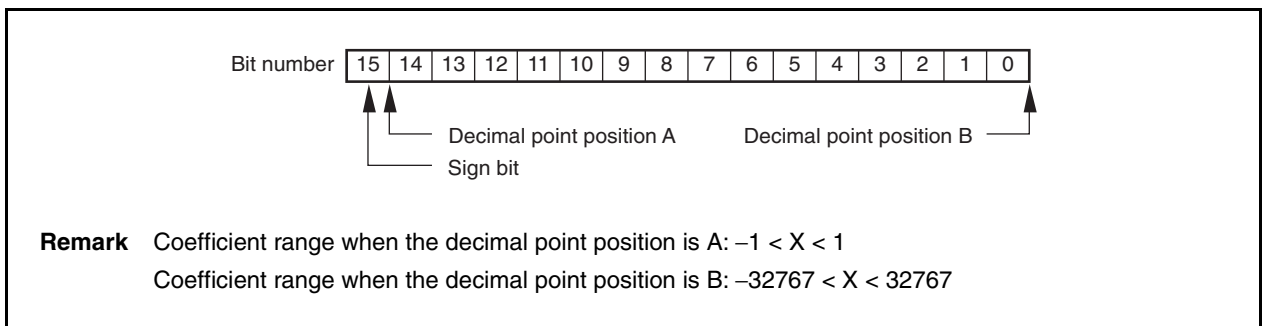 Bit number 15 14 13 12 11 10 9 8 7 6 5 4 3 2 1 0
Decimal point position A Decimal point position B
Sign bit
Remark Coefficient range when the decimal point position is A: –1 < X < 1
Coefficient range when the decimal point position is B: –32767 < X < 32767